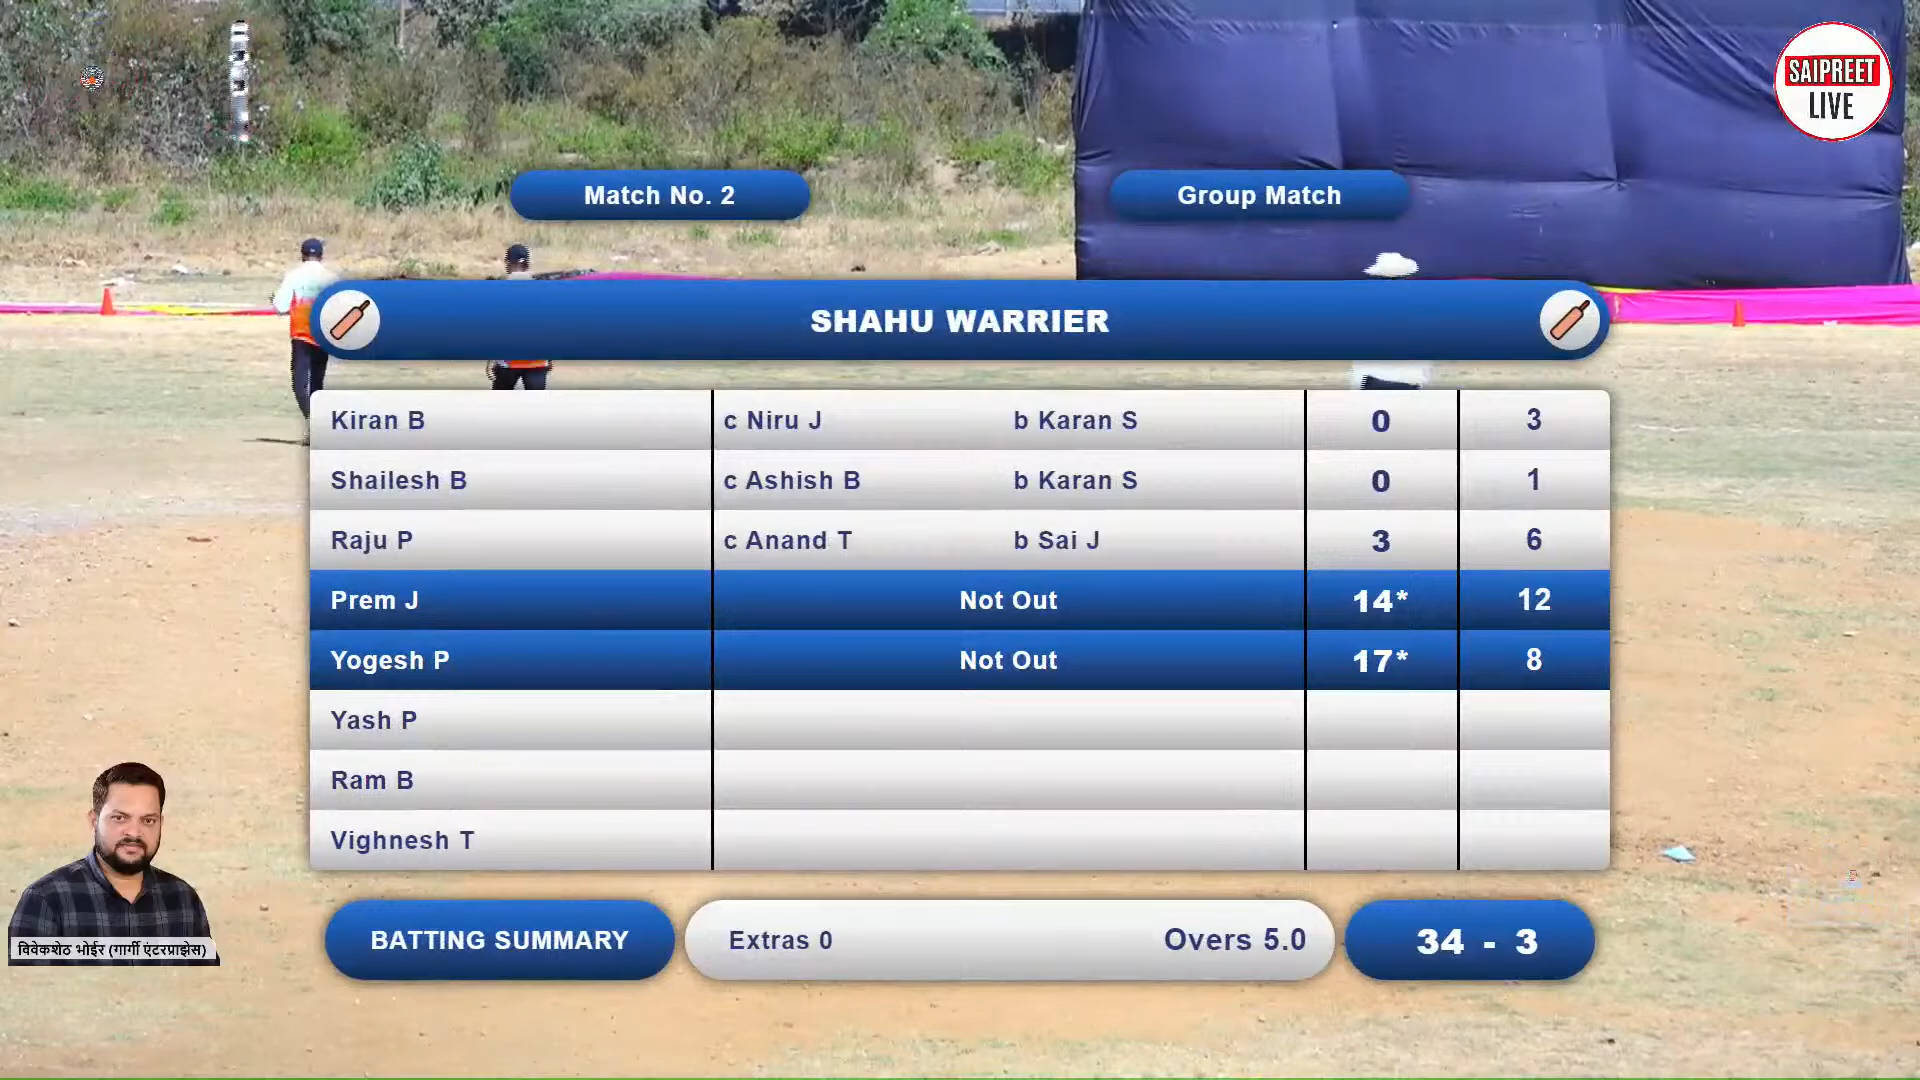 SAIPREET
LIVE
Match No. 2 Group Match
SHAHU WARRIER
Kiran B c Niru J b Karan S 0 3
Shailesh B c Ashish B b Karan S 0 1
Raju P c Anand T b Sai J 3 6
Prem J Not Out 14* 12
Yogesh P Not Out 17* 8
Yash P
Ram B
Vighnesh T
विवेकशेठ भोईर (गार्गी एंटरप्राझेस)
BATTING SUMMARY Extras 0 Overs 5.0 34 - 3